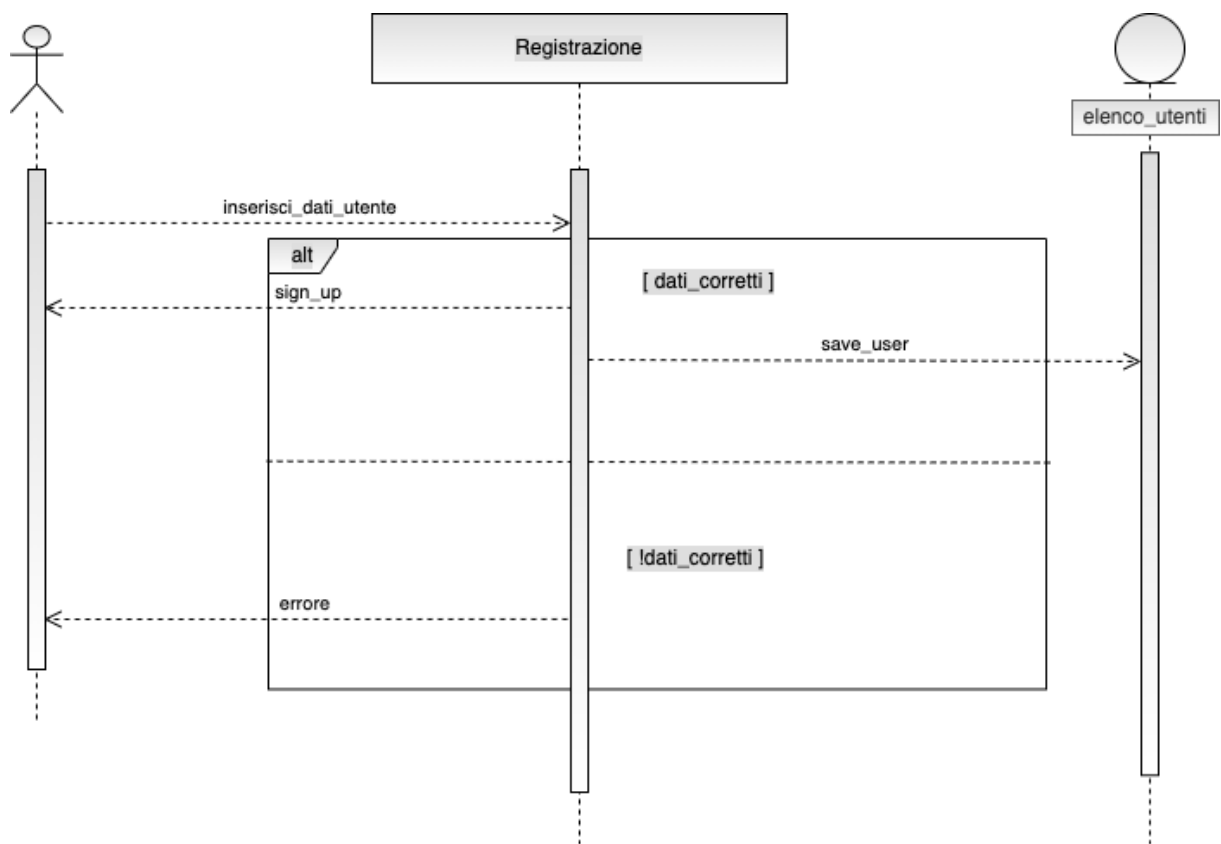 Registrazione
elenco_utenti
inserisci_dati_utente
alt
[ dati_corretti ]
sign_up
save_user
[ !dati_corretti ]
errore